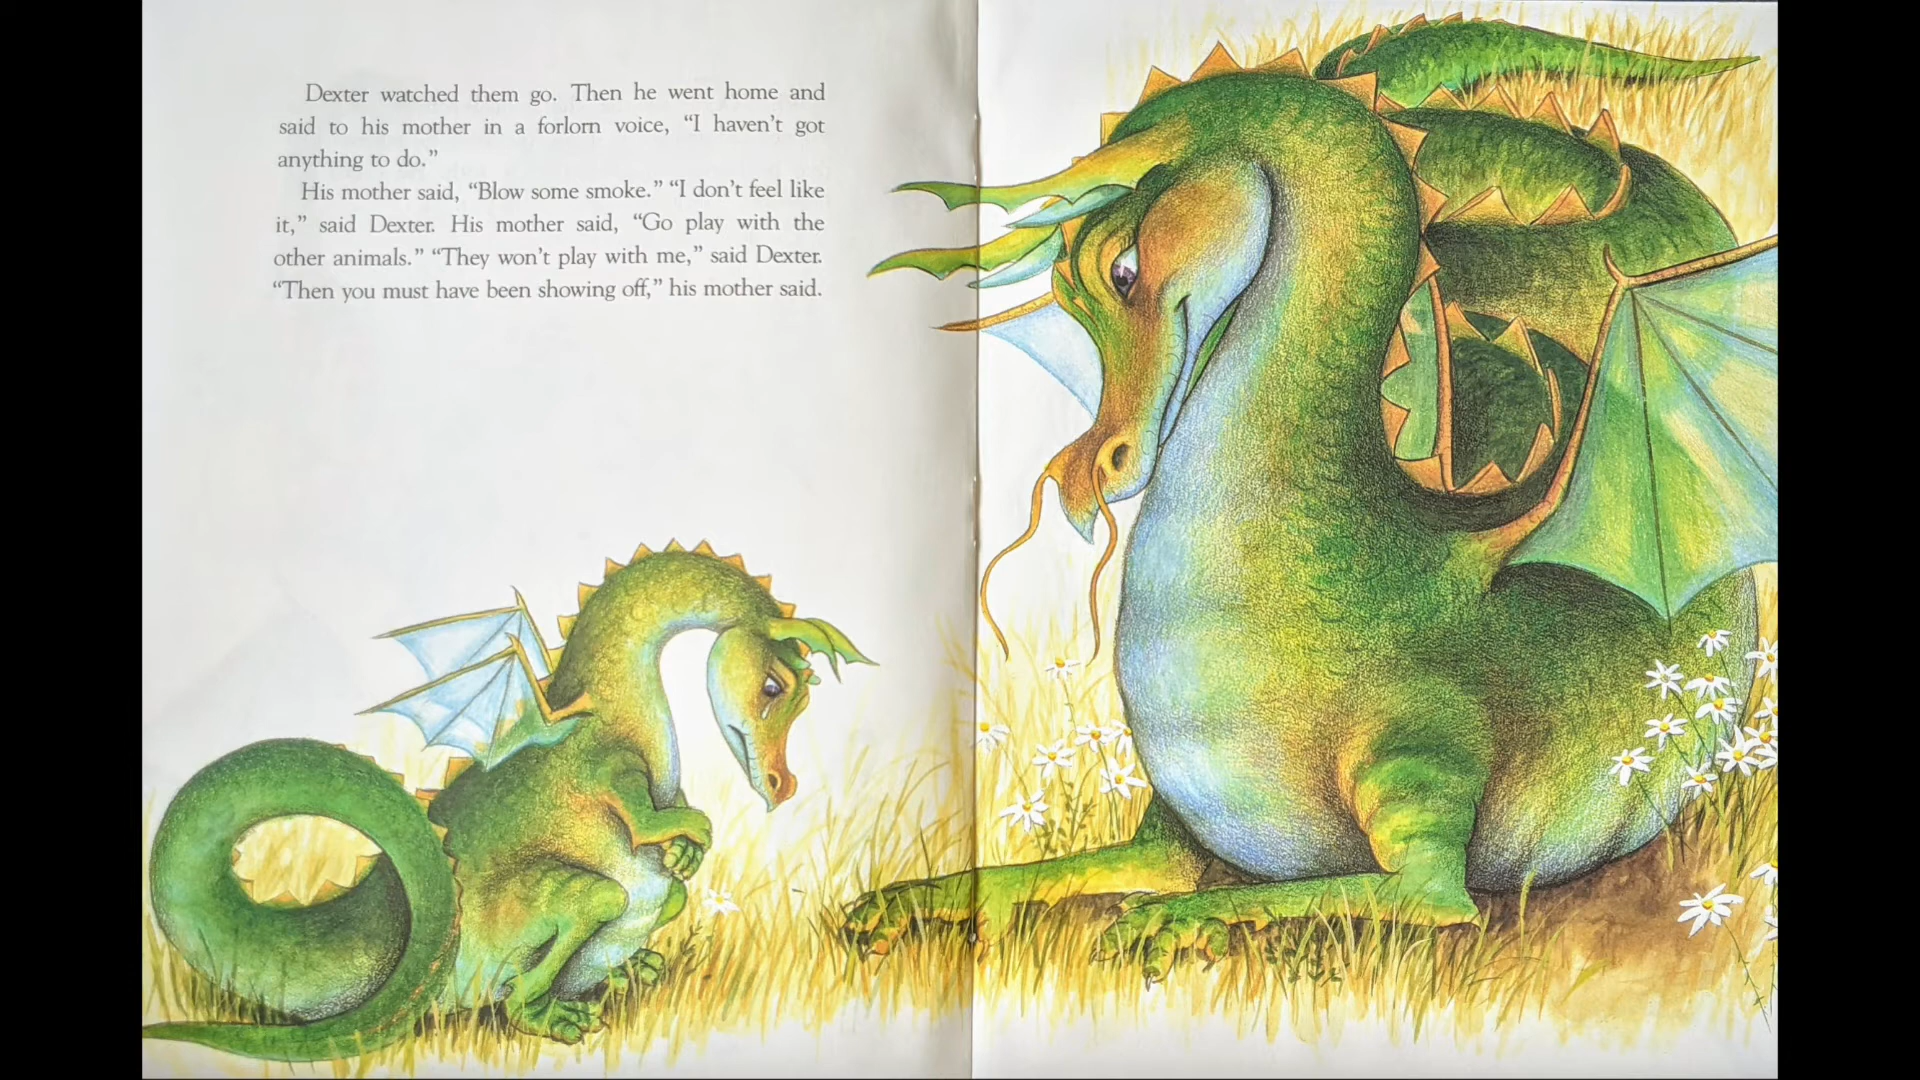 Dexter watched them go. Then he went home and
said to his mother in a forlorn voice, “I haven’t got
anything to do.”
His mother said, “Blow some smoke.” “I don’t feel like
it,” said Dexter. His mother said, “Go play with the
other animals.” “They won’t play with me,” said Dexter.
“Then you must have been showing off,” his mother said.